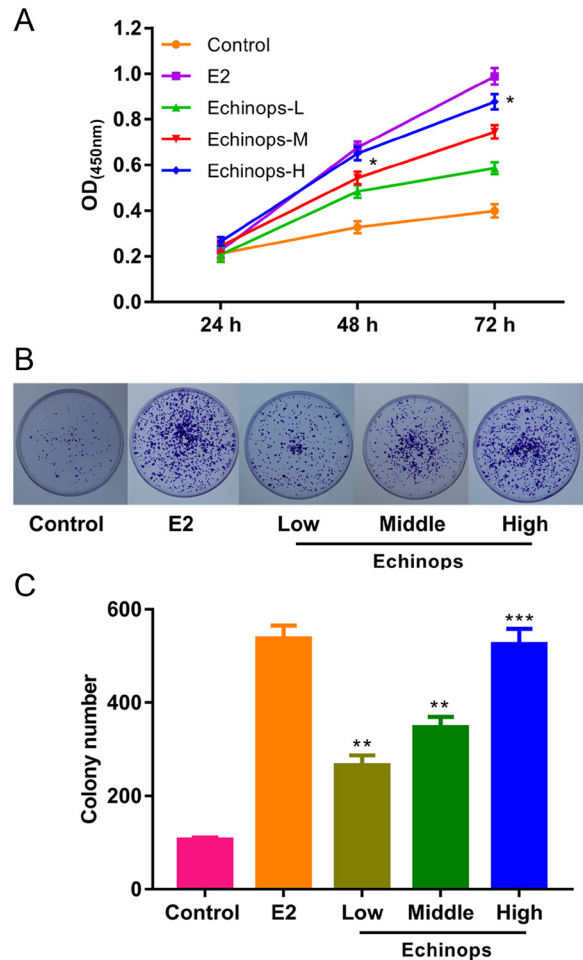 A
1.2
1.0
0.8
0.6
0.4
0.2
0.0
OD(450nm)
Control
E2
Echinops-L
Echinops-M
Echinops-H
*
*
24 h
48 h
72 h
B
Control
E2
Low
Middle
High
Echinops
C
600
400
200
0
Colony number
**
**
***
Control
E2
Low
Middle
High
Echinops